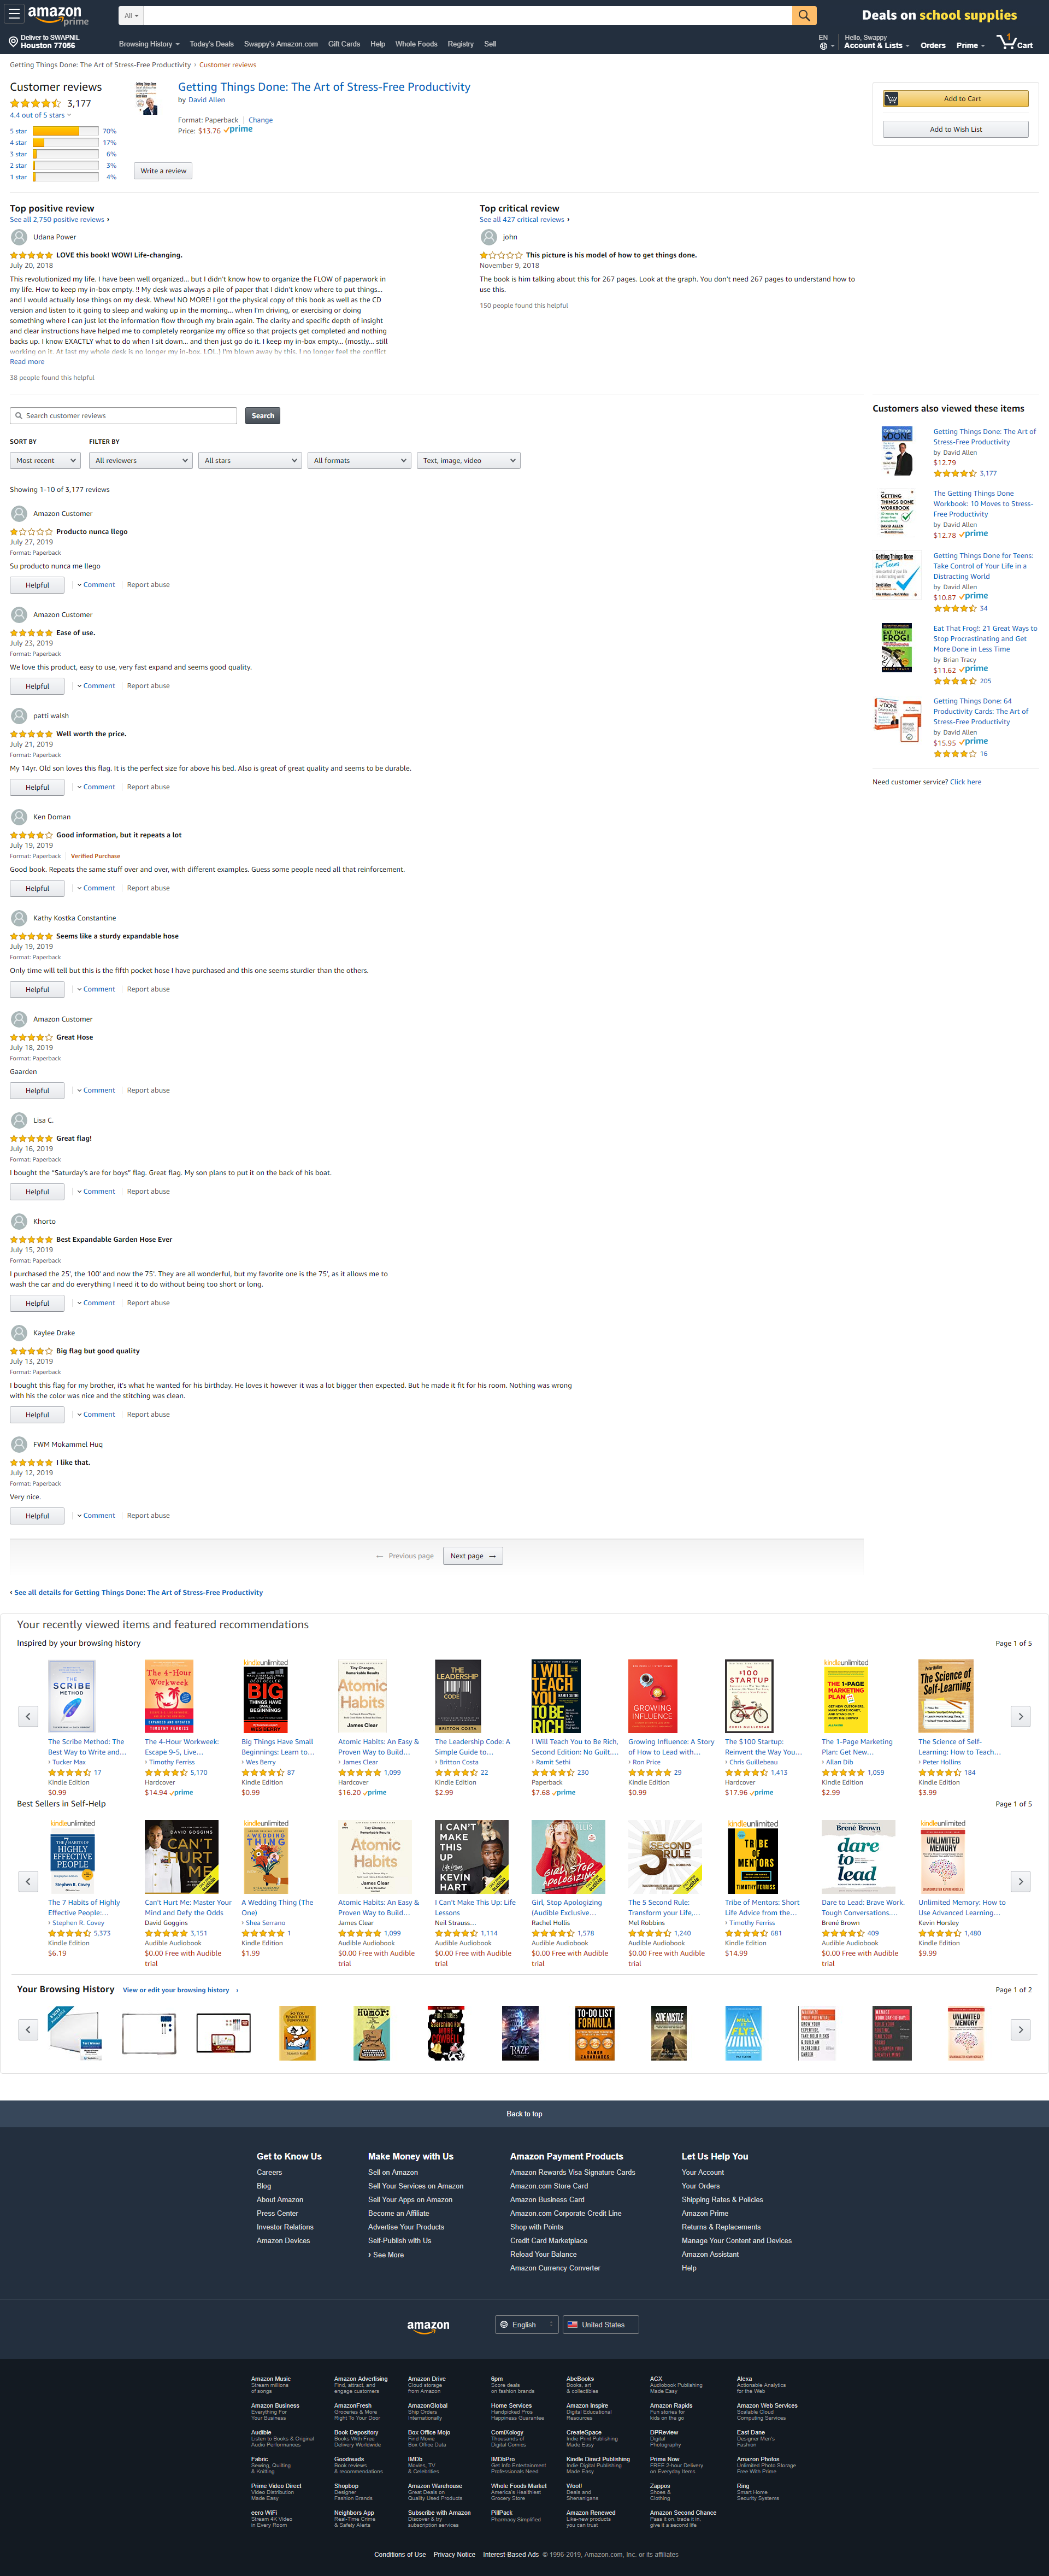 amazon prime
All
Deals on school supplies
Deliver to SWAPNIL
Houston 77056
Browsing History Today's Deals Swappy's Amazon.com Gift Cards Help Whole Foods Registry Sell
EN
Hello, Swappy
Account & Lists Orders Prime 1 Cart
Getting Things Done: The Art of Stress-Free Productivity › Customer reviews
Customer reviews
3,177
4.4 out of 5 stars
5 star 70%
4 star 17%
3 star 6%
2 star 3%
1 star 4%
Getting Things Done: The Art of Stress-Free Productivity
by David Allen
Format: Paperback | Change
Price: $13.76 prime
Write a review
Add to Cart
Add to Wish List
Top positive review
See all 2,750 positive reviews ›
Udana Power
LOVE this book! WOW! Life-changing.
July 20, 2018
This revolutionized my life. I have been well organized... but I didn't know how to organize the FLOW of paperwork in
my life. How to keep my in-box empty. !! My desk was always a pile of paper that I didn't know where to put things...
and I would actually lose things on my desk. Whew! NO MORE! I got the physical copy of this book as well as the CD
version and listen to it going to sleep and waking up in the morning... when I'm driving, or exercising or doing
something where I can just let the information flow through my brain again. The clarity and specific depth of insight
and clear instructions have helped me to completely reorganize my office so that projects get completed and nothing
backs up. I know EXACTLY what to do when I sit down... and then just go do it. I keep my in-box empty... (mostly... still
working on it. At last my whole desk is no longer my in-box. LOL.) I'm blown away by this. I no longer feel the conflict
Read more
38 people found this helpful
Top critical review
See all 427 critical reviews ›
john
This picture is his model of how to get things done.
November 9, 2018
The book is him talking about this for 267 pages. Look at the graph. You don't need 267 pages to understand how to
use this.
150 people found this helpful
Search customer reviews
Search
SORT BY FILTER BY
Most recent All reviewers All stars All formats Text, image, video
Showing 1-10 of 3,177 reviews
Amazon Customer
Producto nunca llego
July 27, 2019
Format: Paperback
Su producto nunca me llego
Helpful Comment Report abuse
Amazon Customer
Ease of use.
July 23, 2019
Format: Paperback
We love this product, easy to use, very fast expand and seems good quality.
Helpful Comment Report abuse
patti walsh
Well worth the price.
July 21, 2019
Format: Paperback
My 14yr. Old son loves this flag. It is the perfect size for above his bed. Also is great of great quality and seems to be durable.
Helpful Comment Report abuse
Ken Doman
Good information, but it repeats a lot
July 19, 2019
Format: Paperback | Verified Purchase
Good book. Repeats the same stuff over and over, with different examples. Guess some people need all that reinforcement.
Helpful Comment Report abuse
Kathy Kostka Constantine
Seems like a sturdy expandable hose
July 19, 2019
Format: Paperback
Only time will tell but this is the fifth pocket hose I have purchased and this one seems sturdier than the others.
Helpful Comment Report abuse
Amazon Customer
Great Hose
July 18, 2019
Format: Paperback
Gaarden
Helpful Comment Report abuse
Lisa C.
Great flag!
July 16, 2019
Format: Paperback
I bought the "Saturday's are for boys" flag. Great flag. My son plans to put it on the back of his boat.
Helpful Comment Report abuse
Khorto
Best Expandable Garden Hose Ever
July 15, 2019
Format: Paperback
I purchased the 25', the 100' and now the 75'. They are all wonderful, but my favorite one is the 75', as it allows me to
wash the car and do everything I need it to do without being too short or long.
Helpful Comment Report abuse
Kaylee Drake
Big flag but good quality
July 13, 2019
Format: Paperback
I bought this flag for my brother, it's what he wanted for his birthday. He loves it however it was a lot bigger then expected. But he made it fit for his room. Nothing was wrong
with his the color was nice and the stitching was clean.
Helpful Comment Report abuse
FWM Mokammel Huq
I like that.
July 12, 2019
Format: Paperback
Very nice.
Helpful Comment Report abuse
← Previous page Next page →
‹ See all details for Getting Things Done: The Art of Stress-Free Productivity
Customers also viewed these items
Getting Things Done: The Art of
Stress-Free Productivity
by David Allen
$12.79
3,177
The Getting Things Done
Workbook: 10 Moves to Stress-
Free Productivity
by David Allen
$12.78 prime
Getting Things Done for Teens:
Take Control of Your Life in a
Distracting World
by David Allen
$10.87 prime
34
Eat That Frog!: 21 Great Ways to
Stop Procrastinating and Get
More Done in Less Time
by Brian Tracy
$11.62 prime
205
Getting Things Done: 64
Productivity Cards: The Art of
Stress-Free Productivity
by David Allen
$15.95 prime
16
Need customer service? Click here
Your recently viewed items and featured recommendations
Inspired by your browsing history Page 1 of 5
The Scribe Method: The
Best Way to Write and...
› Tucker Max
17
Kindle Edition
$0.99
The 4-Hour Workweek:
Escape 9-5, Live...
› Timothy Ferriss
5,170
Hardcover
$14.94 prime
Big Things Have Small
Beginnings: Learn to...
› Wes Berry
87
Kindle Edition
$0.99
Atomic Habits: An Easy &
Proven Way to Build...
› James Clear
1,099
Hardcover
$16.20 prime
The Leadership Code: A
Simple Guide to...
› Britton Costa
22
Kindle Edition
$2.99
I Will Teach You to Be Rich,
Second Edition: No Guilt....
› Ramit Sethi
230
Paperback
$7.68 prime
Growing Influence: A Story
of How to Lead with...
› Ron Price
29
Kindle Edition
$0.99
The $100 Startup:
Reinvent the Way You...
› Chris Guillebeau
1,413
Hardcover
$17.96 prime
The 1-Page Marketing
Plan: Get New...
› Allan Dib
1,059
Kindle Edition
$2.99
The Science of Self-
Learning: How to Teach...
› Peter Hollins
184
Kindle Edition
$3.99
Best Sellers in Self-Help Page 1 of 5
The 7 Habits of Highly
Effective People:...
› Stephen R. Covey
5,373
Kindle Edition
$6.19
Can't Hurt Me: Master Your
Mind and Defy the Odds
David Goggins
3,151
Audible Audiobook
$0.00 Free with Audible
trial
A Wedding Thing (The
One)
› Shea Serrano
1
Kindle Edition
$1.99
Atomic Habits: An Easy &
Proven Way to Build...
James Clear
1,099
Audible Audiobook
$0.00 Free with Audible
trial
I Can't Make This Up: Life
Lessons
Neil Strauss...
1,114
Audible Audiobook
$0.00 Free with Audible
trial
Girl, Stop Apologizing
(Audible Exclusive...
Rachel Hollis
1,578
Audible Audiobook
$0.00 Free with Audible
trial
The 5 Second Rule:
Transform your Life,...
Mel Robbins
1,240
Audible Audiobook
$0.00 Free with Audible
trial
Tribe of Mentors: Short
Life Advice from the...
› Timothy Ferriss
681
Kindle Edition
$14.99
Dare to Lead: Brave Work.
Tough Conversations....
Brené Brown
409
Audible Audiobook
$0.00 Free with Audible
trial
Unlimited Memory: How to
Use Advanced Learning...
Kevin Horsley
1,480
Kindle Edition
$9.99
Your Browsing History View or edit your browsing history › Page 1 of 2
Back to top
Get to Know Us
Careers
Blog
About Amazon
Press Center
Investor Relations
Amazon Devices
Make Money with Us
Sell on Amazon
Sell Your Services on Amazon
Sell Your Apps on Amazon
Become an Affiliate
Advertise Your Products
Self-Publish with Us
› See More
Amazon Payment Products
Amazon Rewards Visa Signature Cards
Amazon.com Store Card
Amazon Business Card
Amazon.com Corporate Credit Line
Shop with Points
Credit Card Marketplace
Reload Your Balance
Amazon Currency Converter
Let Us Help You
Your Account
Your Orders
Shipping Rates & Policies
Amazon Prime
Returns & Replacements
Manage Your Content and Devices
Amazon Assistant
Help
amazon English United States
Amazon Music
Stream millions
of songs
Amazon Advertising
Find, attract, and
engage customers
Amazon Drive
Cloud storage
from Amazon
6pm
Score deals
on fashion brands
AbeBooks
Books, art
& collectibles
ACX
Audiobook Publishing
Made Easy
Alexa
Actionable Analytics
for the Web
Amazon Business
Everything For
Your Business
AmazonFresh
Groceries & More
Right To Your Door
AmazonGlobal
Ship Orders
Internationally
Home Services
Handpicked Pros
Happiness Guarantee
Amazon Inspire
Digital Educational
Resources
Amazon Rapids
Fun stories for
kids on the go
Amazon Web Services
Scalable Cloud
Computing Services
Audible
Listen to Books & Original
Audio Performances
Book Depository
Books With Free
Delivery Worldwide
Box Office Mojo
Find Movie
Box Office Data
ComiXology
Thousands of
Digital Comics
CreateSpace
Indie Print Publishing
Made Easy
DPReview
Digital
Photography
East Dane
Designer Men's
Fashion
Fabric
Sewing, Quilting
& Knitting
Goodreads
Book reviews
& recommendations
IMDb
Movies, TV
& Celebrities
IMDbPro
Get Info Entertainment
Professionals Need
Kindle Direct Publishing
Indie Digital Publishing
Made Easy
Prime Now
FREE 2-hour Delivery
on Everyday Items
Amazon Photos
Unlimited Photo Storage
Free With Prime
Prime Video Direct
Video Distribution
Made Easy
Shopbop
Designer
Fashion Brands
Amazon Warehouse
Great Deals on
Quality Used Products
Whole Foods Market
America's Healthiest
Grocery Store
Woot!
Deals and
Shenanigans
Zappos
Shoes &
Clothing
Ring
Smart Home
Security Systems
eero WiFi
Stream 4K Video
in Every Room
Neighbors App
Real-Time Crime
& Safety Alerts
Subscribe with Amazon
Discover & try
subscription services
PillPack
Pharmacy Simplified
Amazon Renewed
Like-new products
you can trust
Amazon Second Chance
Pass it on, trade it in,
give it a second life
Conditions of Use Privacy Notice Interest-Based Ads © 1996-2019, Amazon.com, Inc. or its affiliates